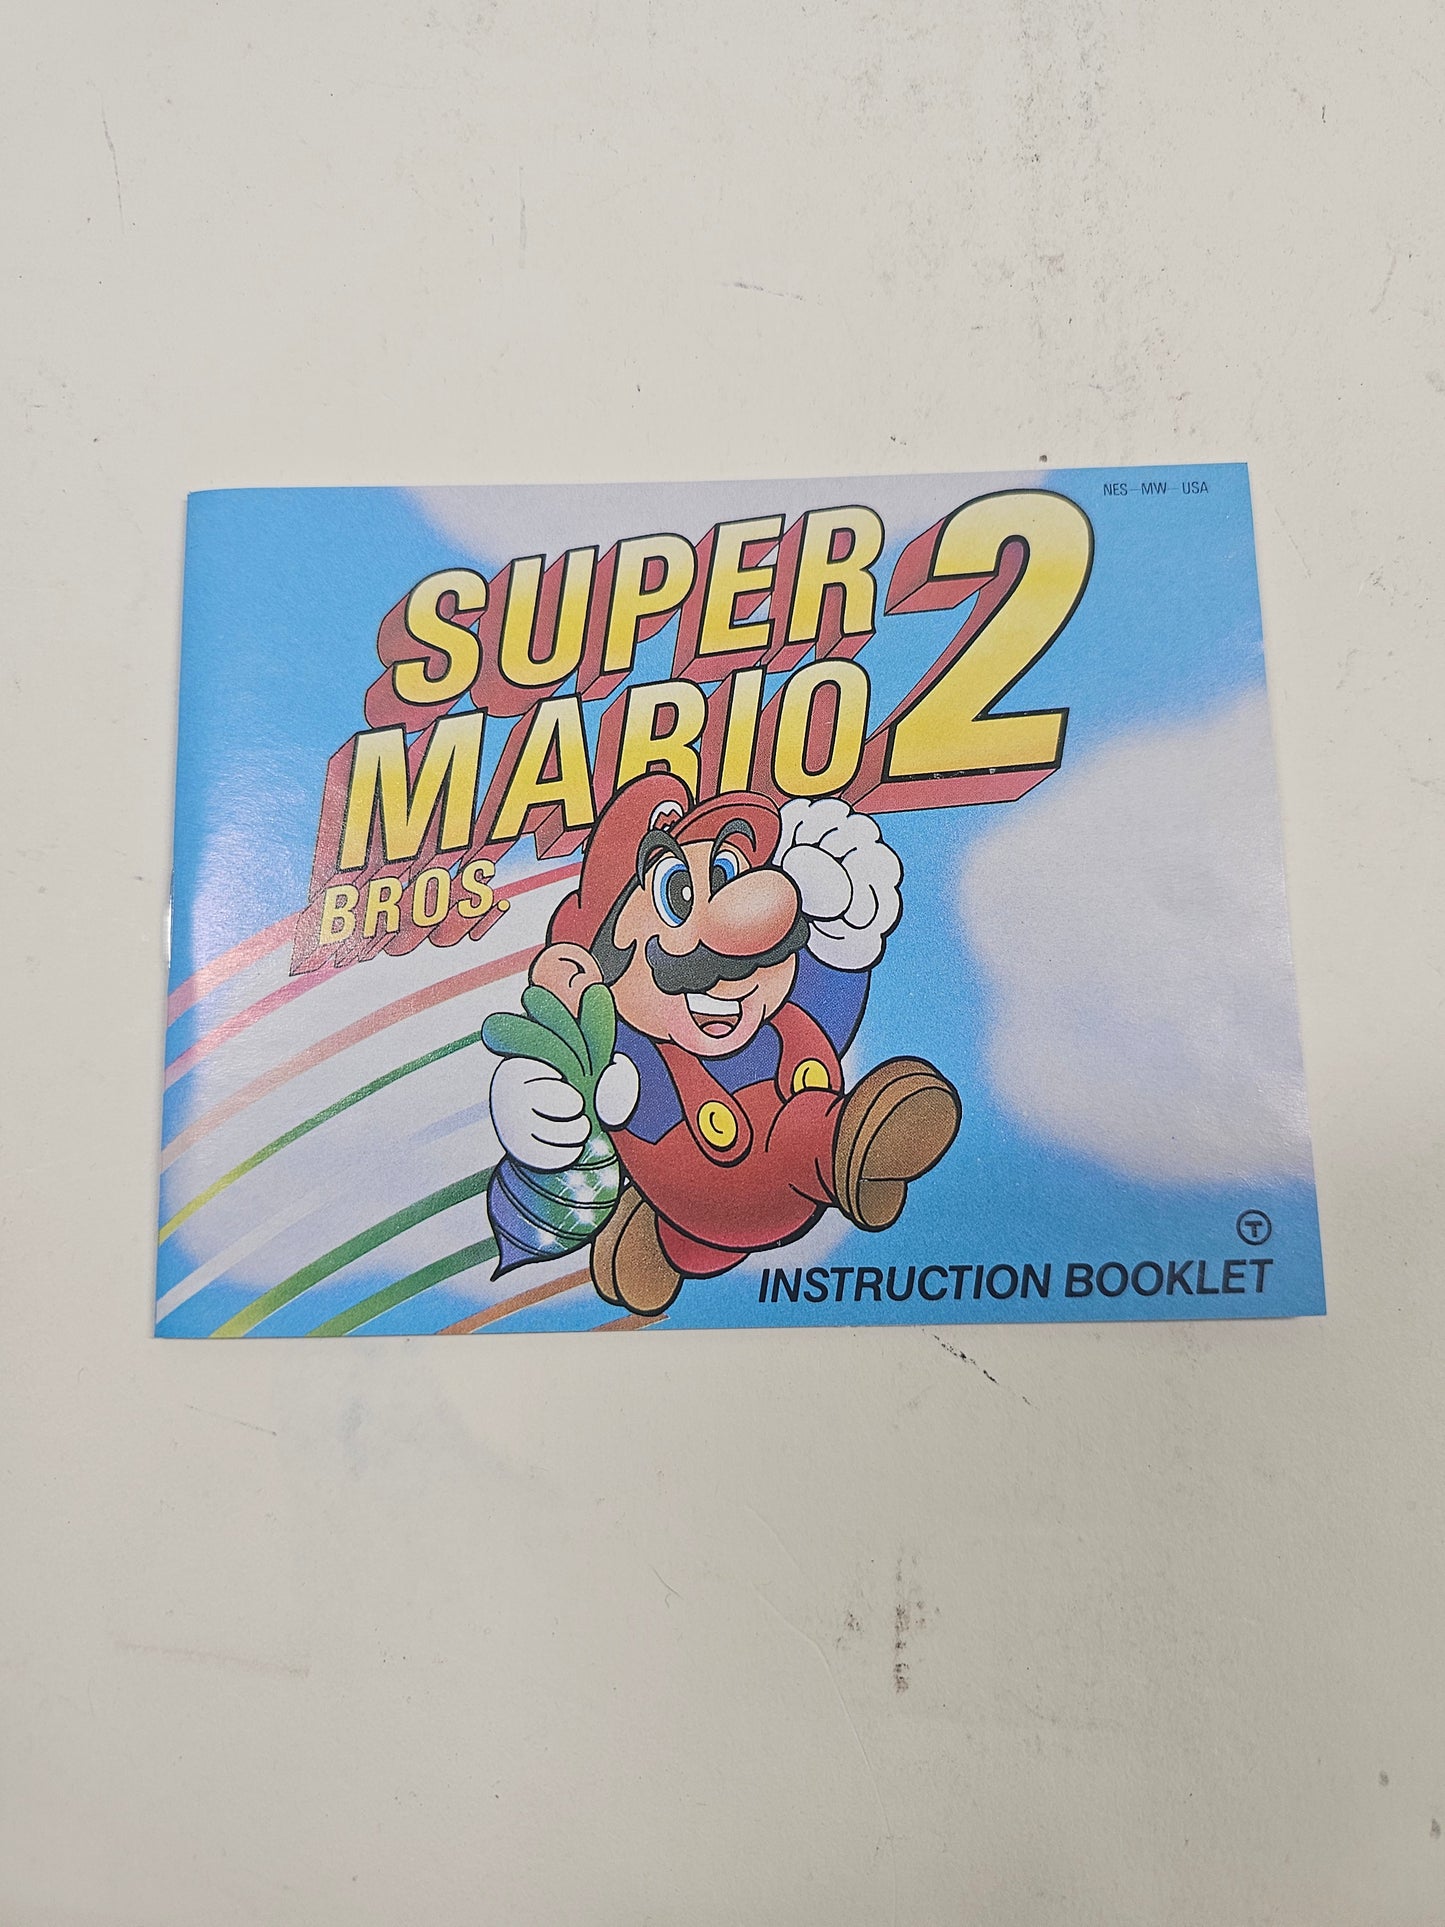 NES-MW-USA
SUPER
MARIO 2
BROS.
M
T
INSTRUCTION BOOKLET